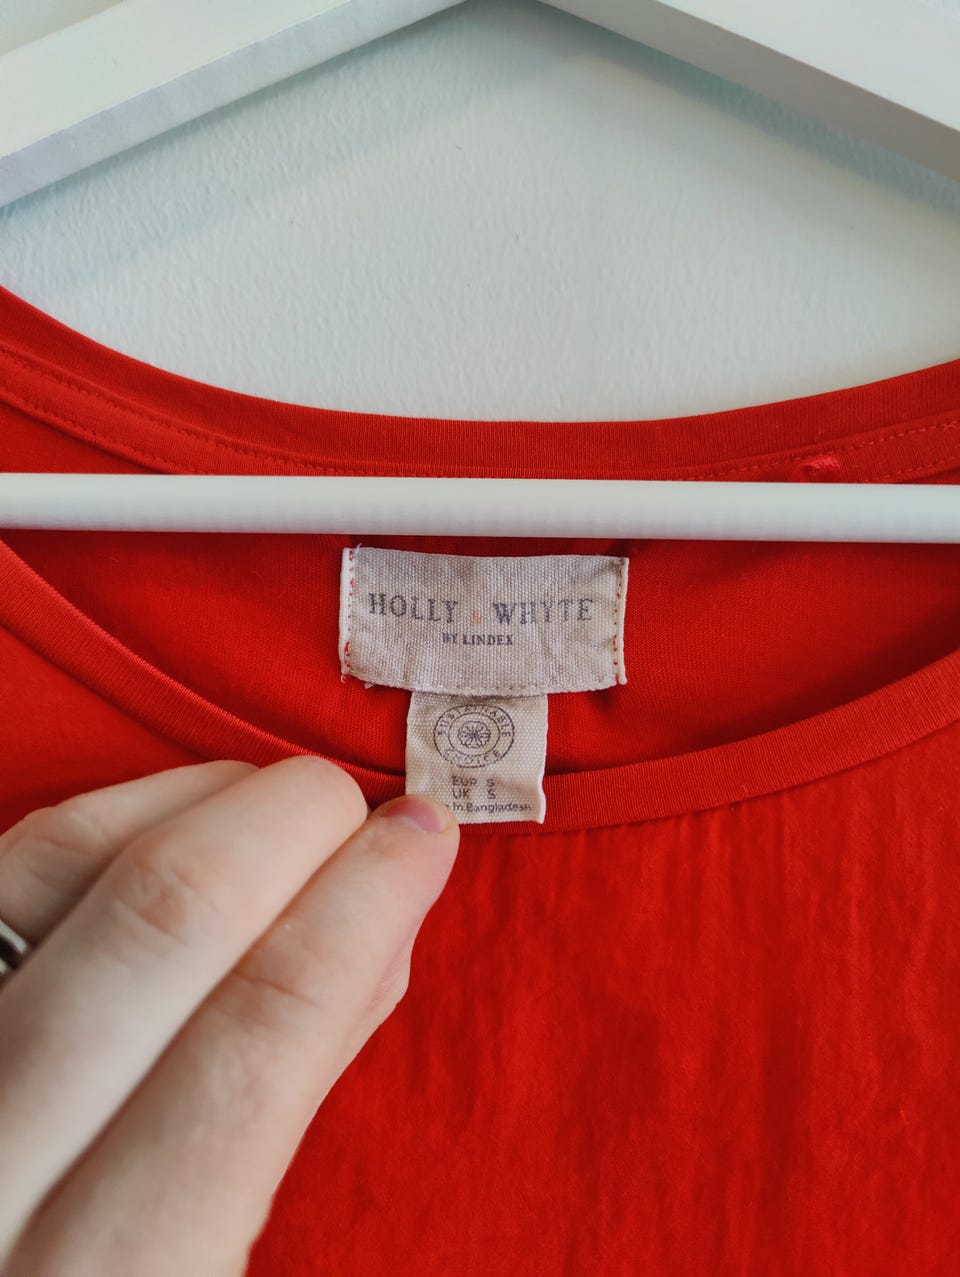 HOLLY & WHYTE
BY LINDEX
SUSTAINABLE
CHOICE
EUR S
UK S
in Bangladesh